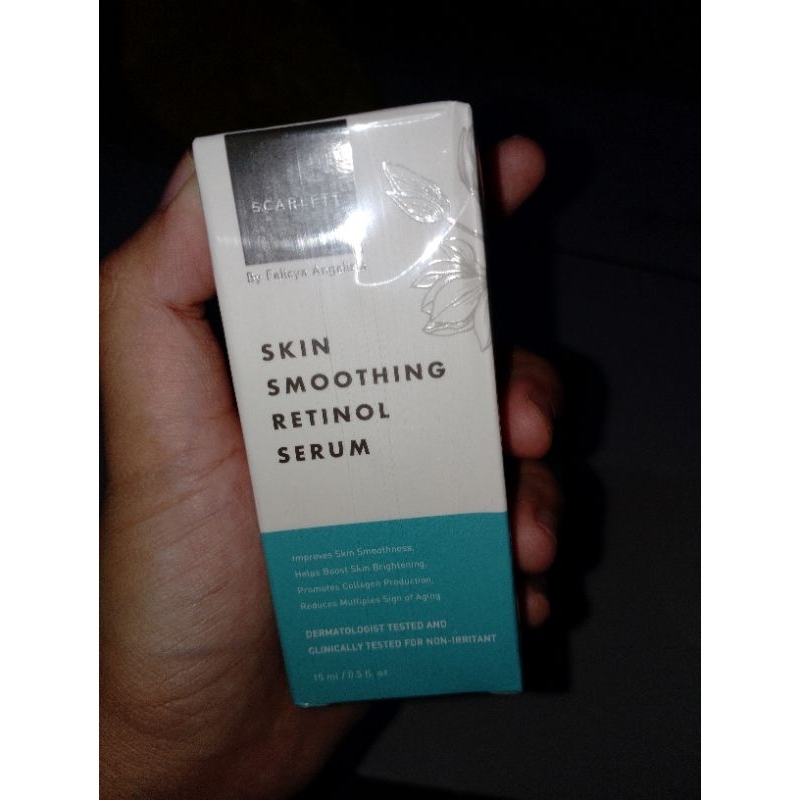 SCARLETT
By Felicya Angelista
SKIN
SMOOTHING
RETINOL
SERUM
Improves Skin Smoothness,
Helps Boost Skin Brightening,
Promotes Collagen Production,
Reduces Multiples Sign of Aging
DERMATOLOGIST TESTED AND
CLINICALLY TESTED FOR NON-IRRITANT
15 ml / 0.5 fl. oz